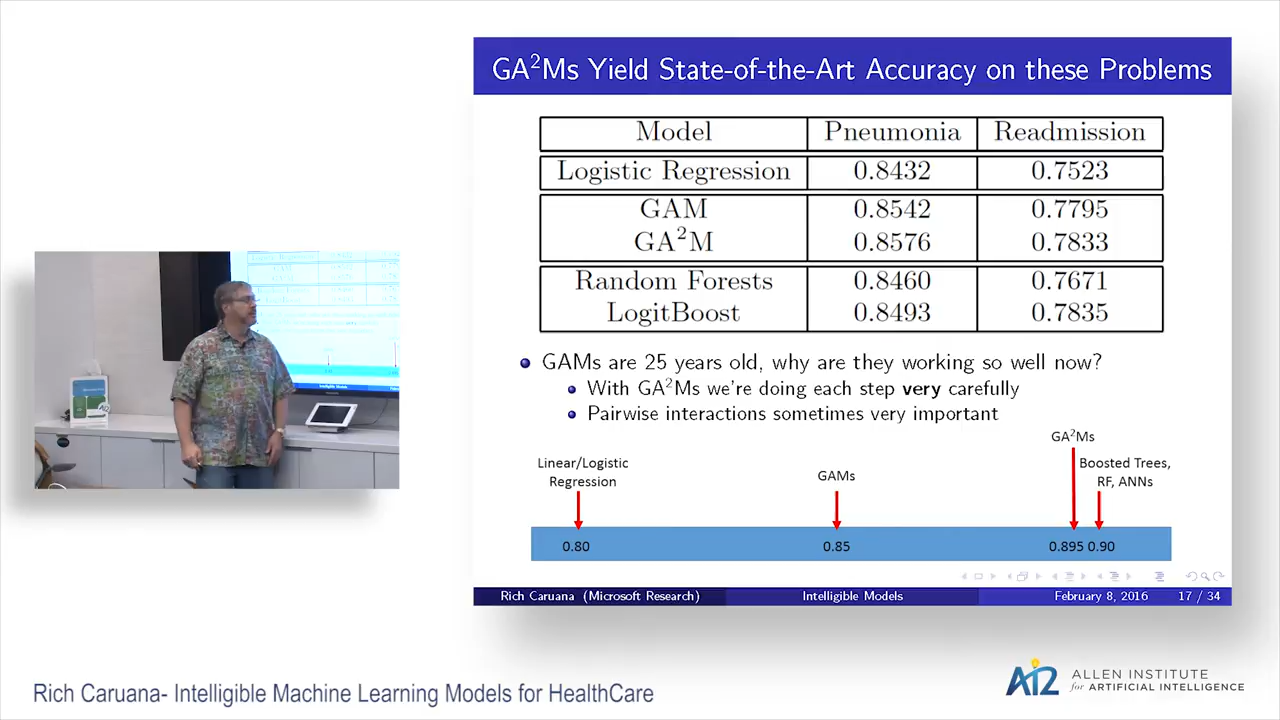 GA²Ms Yield State-of-the-Art Accuracy on these Problems
Model Pneumonia Readmission
Logistic Regression 0.8432 0.7523
GAM 0.8542 0.7795
GA²M 0.8576 0.7833
Random Forests 0.8460 0.7671
LogitBoost 0.8493 0.7835
GAMs are 25 years old, why are they working so well now?
With GA²Ms we're doing each step very carefully
Pairwise interactions sometimes very important
GA²Ms
Linear/Logistic
Regression
GAMs
Boosted Trees,
RF, ANNs
0.80 0.85 0.895 0.90
Rich Caruana (Microsoft Research) Intelligible Models February 8, 2016 17 / 34
Rich Caruana- Intelligible Machine Learning Models for HealthCare
AI2 ALLEN INSTITUTE
for ARTIFICIAL INTELLIGENCE